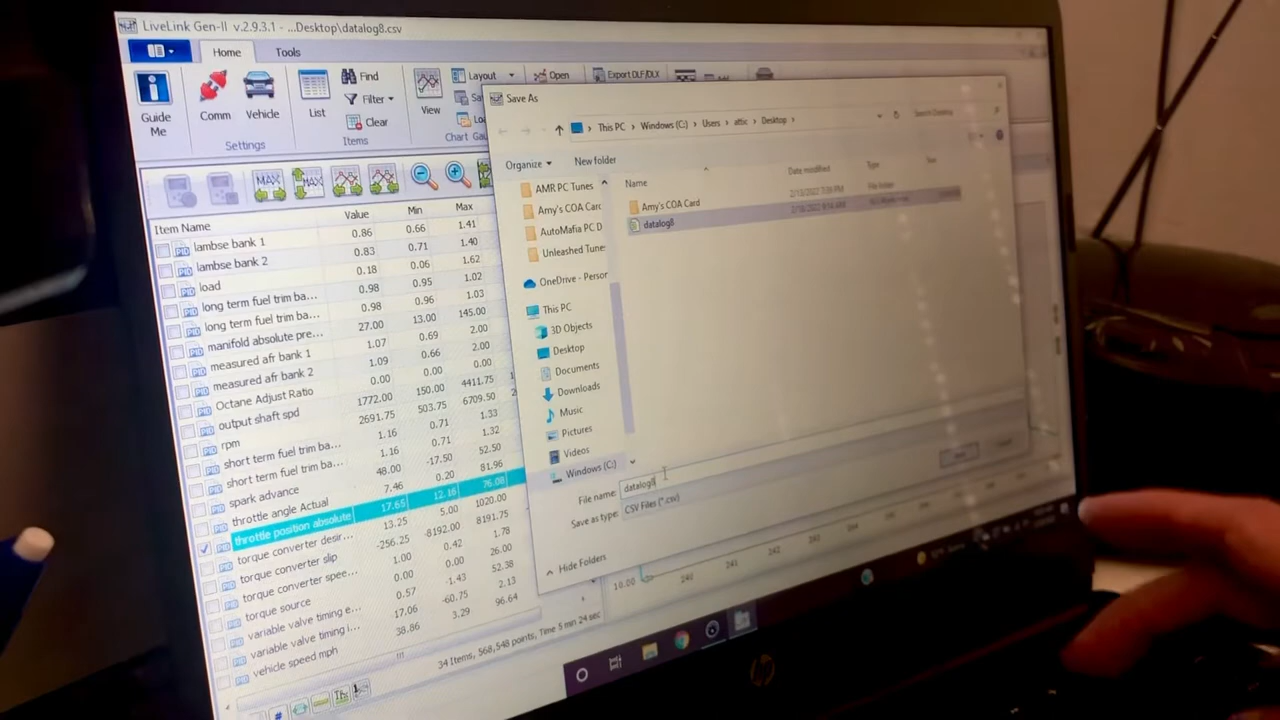 LiveLink Gen-II v.2.9.3.1 - ...Desktop\datalog8.csv
Home Tools
Guide Me
Comm
Vehicle
Settings
List
Find
Filter
Clear
Items
View
Layout
Open
Export DLF/DLX
Save As
This PC > Windows (C:) > Users > attic > Desktop >
Organize New folder
AMR PC Tunes
Amy's COA Card
AutoMafia PC D
Unleashed Tune
OneDrive - Person
This PC
3D Objects
Desktop
Documents
Downloads
Music
Pictures
Videos
Windows (C:)
Name Date modified Type
Amy's COA Card
datalog8
File name: datalog8
Save as type: CSV Files (*.csv)
Hide Folders
Item Name Value Min Max
lambse bank 1 0.86 0.66 1.41
lambse bank 2 0.83 0.71 1.40
load 0.18 0.06 1.62
long term fuel trim ba... 0.98 0.95 1.02
long term fuel trim ba... 0.98 0.96 1.03
manifold absolute pre... 27.00 13.00 145.00
measured afr bank 1 1.07 0.69 2.00
measured afr bank 2 1.09 0.66 2.00
Octane Adjust Ratio 0.00 0.00 0.00
output shaft spd 1772.00 150.00 4411.75
rpm 2691.75 503.75 6709.50
short term fuel trim ba... 1.16 0.71 1.33
short term fuel trim ba... 1.16 0.71 1.32
spark advance 48.00 -17.50 52.50
throttle angle Actual 7.46 0.20 81.96
throttle position absolute 17.65 12.16 76.08
torque converter desir... 13.25 5.00 1020.00
torque converter slip -256.25 -8192.00 8191.75
torque converter spee... 1.00 0.42 1.78
torque source 0.00 0.00 26.00
variable valve timing e... 0.57 -1.43 52.38
variable valve timing i... 17.06 -60.75 2.13
vehicle speed mph 38.86 3.29 96.64
34 Items, 568,548 points, Time 5 min 24 sec
10.00
240 241 242